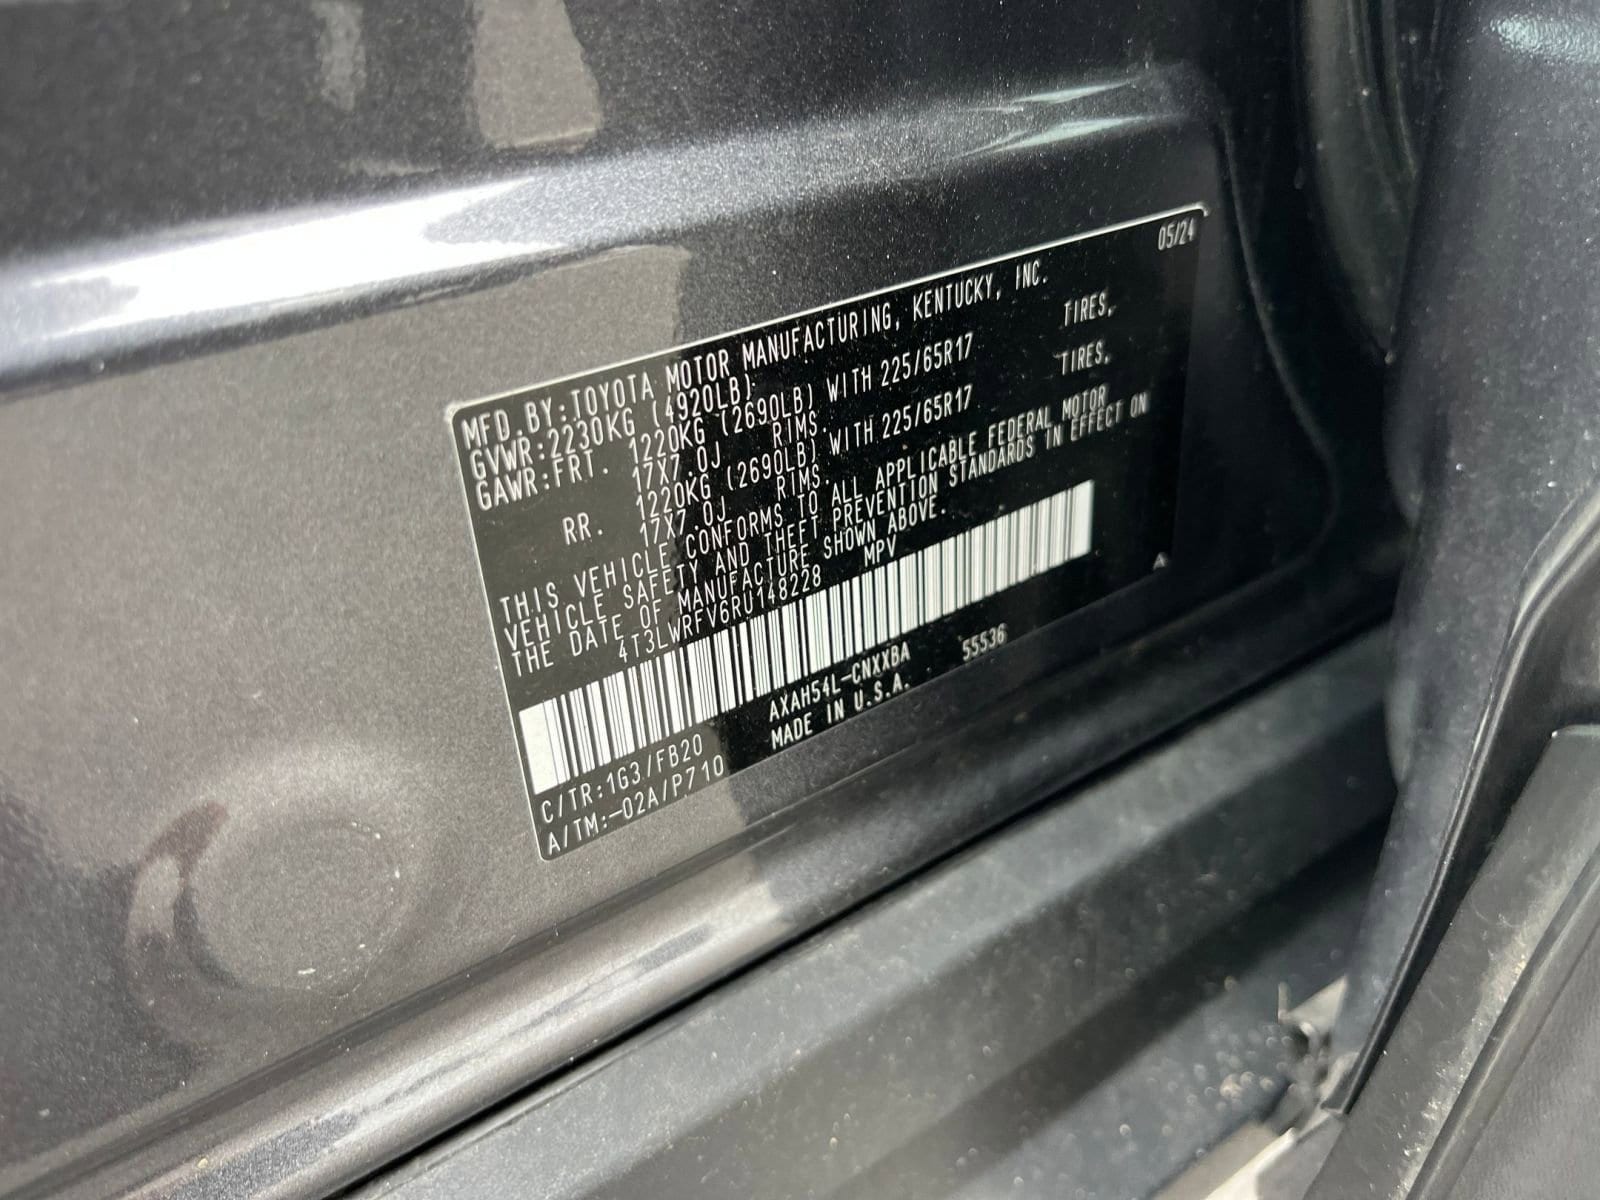 05/24
MFD.BY:TOYOTA MOTOR MANUFACTURING, KENTUCKY, INC.
GVWR:2230KG (4920LB)
GAWR:FRT. 1220KG (2690LB) WITH 225/65R17 TIRES,
17X7.0J RIMS.
RR. 1220KG (2690LB) WITH 225/65R17 TIRES,
17X7.0J RIMS.
THIS VEHICLE CONFORMS TO ALL APPLICABLE FEDERAL MOTOR
VEHICLE SAFETY AND THEFT PREVENTION STANDARDS IN EFFECT ON
THE DATE OF MANUFACTURE SHOWN ABOVE.
4T3LWRFV6RU148228 MPV
C/TR:1G3/FB20 AXAH54L-CNXXBA 55536
A/TM:-02A/P710 MADE IN U.S.A.